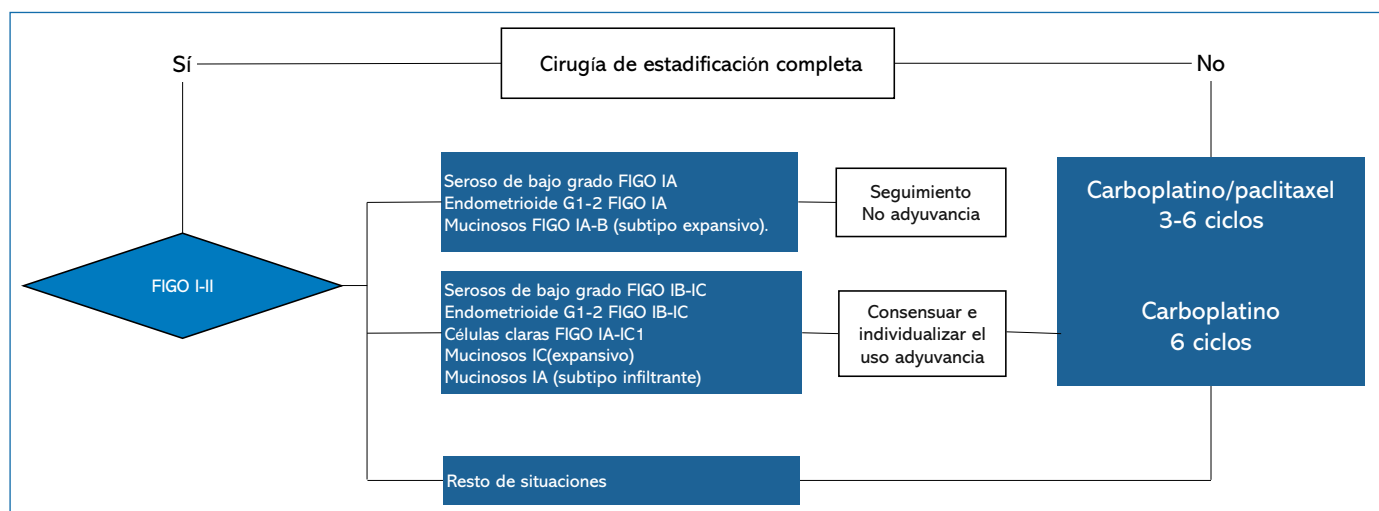 Cirugía de estadificación completa
Sí
No
Seroso de bajo grado FIGO IA
Endometrioide G1-2 FIGO IA
Mucinosos FIGO IA-B (subtipo expansivo).
Seguimiento
No adyuvancia
Carboplatino/paclitaxel
3-6 ciclos
Carboplatino
6 ciclos
FIGO I-II
Serosos de bajo grado FIGO IB-IC
Endometrioide G1-2 FIGO IB-IC
Células claras FIGO IA-IC1
Mucinosos IC(expansivo)
Mucinosos IA (subtipo infiltrante)
Consensuar e
individualizar el
uso adyuvancia
Resto de situaciones